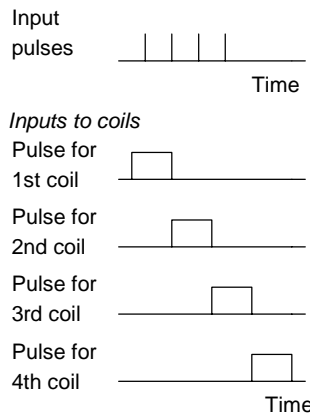 Input
pulses
Time
Inputs to coils
Pulse for
1st coil
Pulse for
2nd coil
Pulse for
3rd coil
Pulse for
4th coil
Time